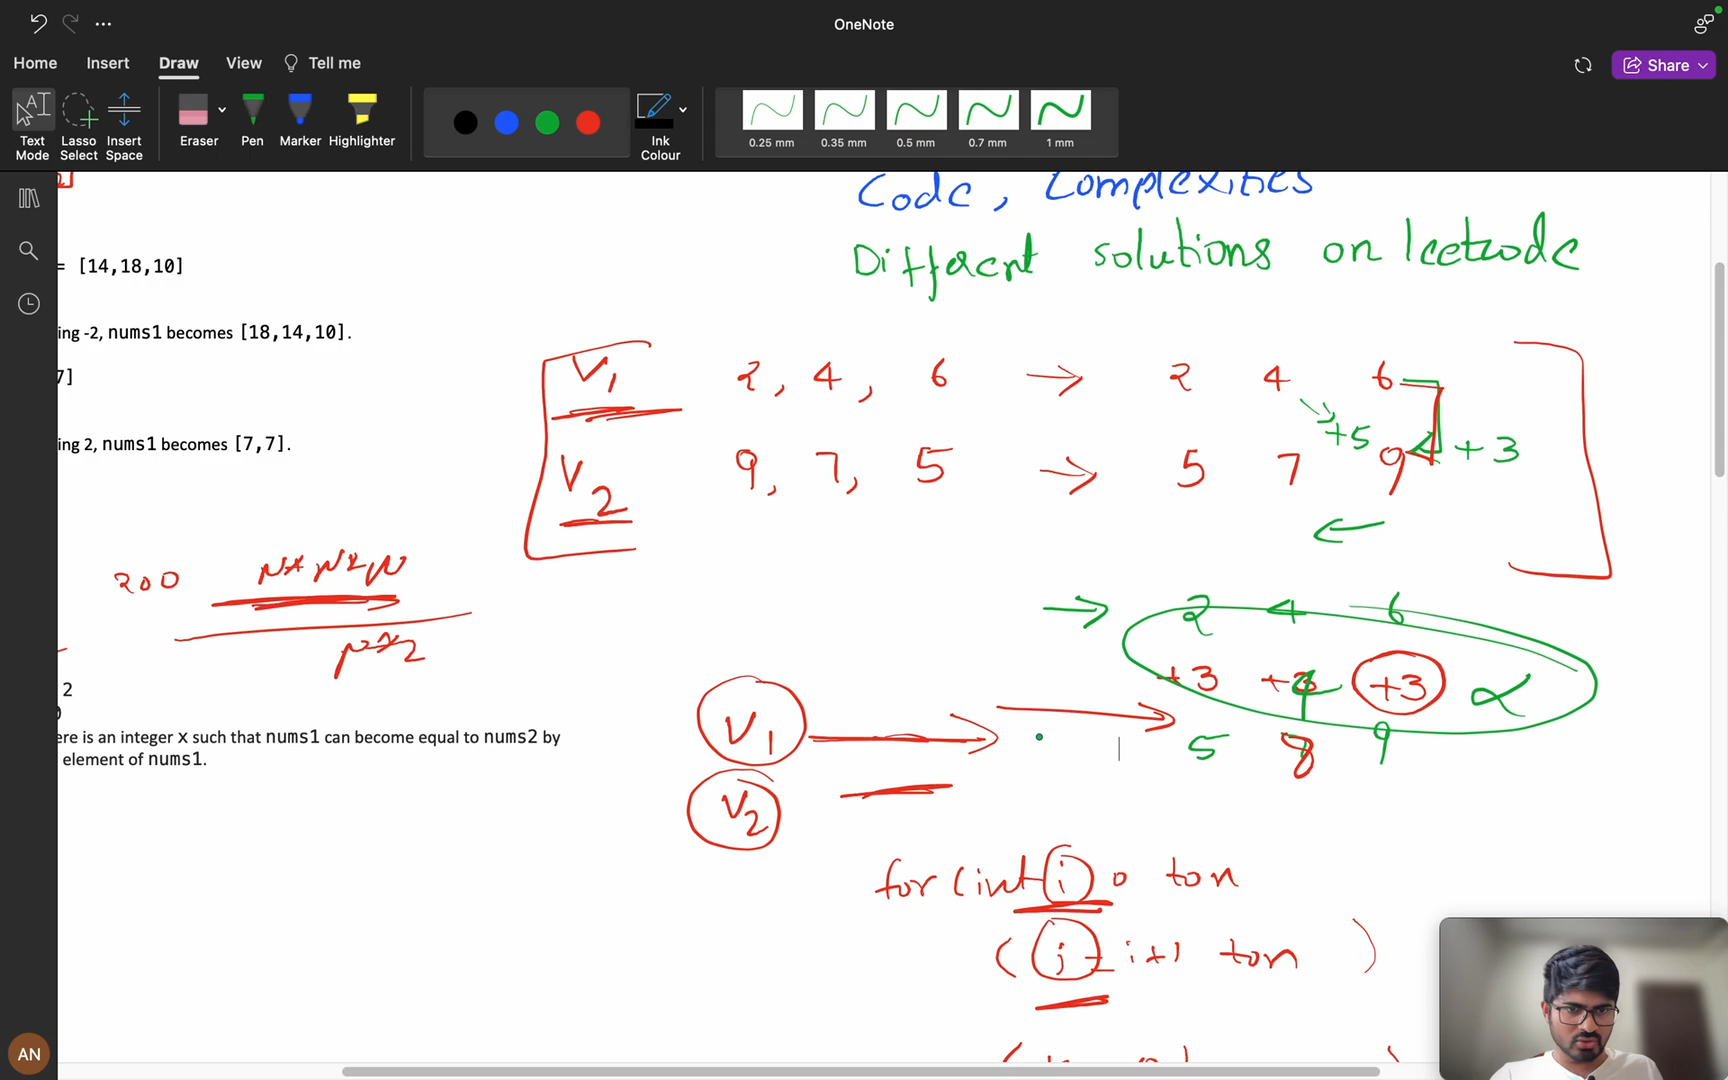 OneNote
Home Insert Draw View Tell me
Share
Text Mode
Lasso Select
Insert Space
Eraser
Pen
Marker
Highlighter
Ink Colour
0.25 mm
0.35 mm
0.5 mm
0.7 mm
1 mm
Code, Complexities
= [14,18,10]
Different solutions on leetcode
ing -2, nums1 becomes [18,14,10].
7]
V1 2, 4, 6 → 2 4 6
+5
ing 2, nums1 becomes [7,7].
V2 9, 7, 5 → 5 7 9 +3
←
200 N*N*N
→ 2 4 6
+3 +3 +3
2
V1
ere is an integer x such that nums1 can become equal to nums2 by
element of nums1.
5 8 9
V2
for (int i 0 to n
(j = i+1 to n )
AN